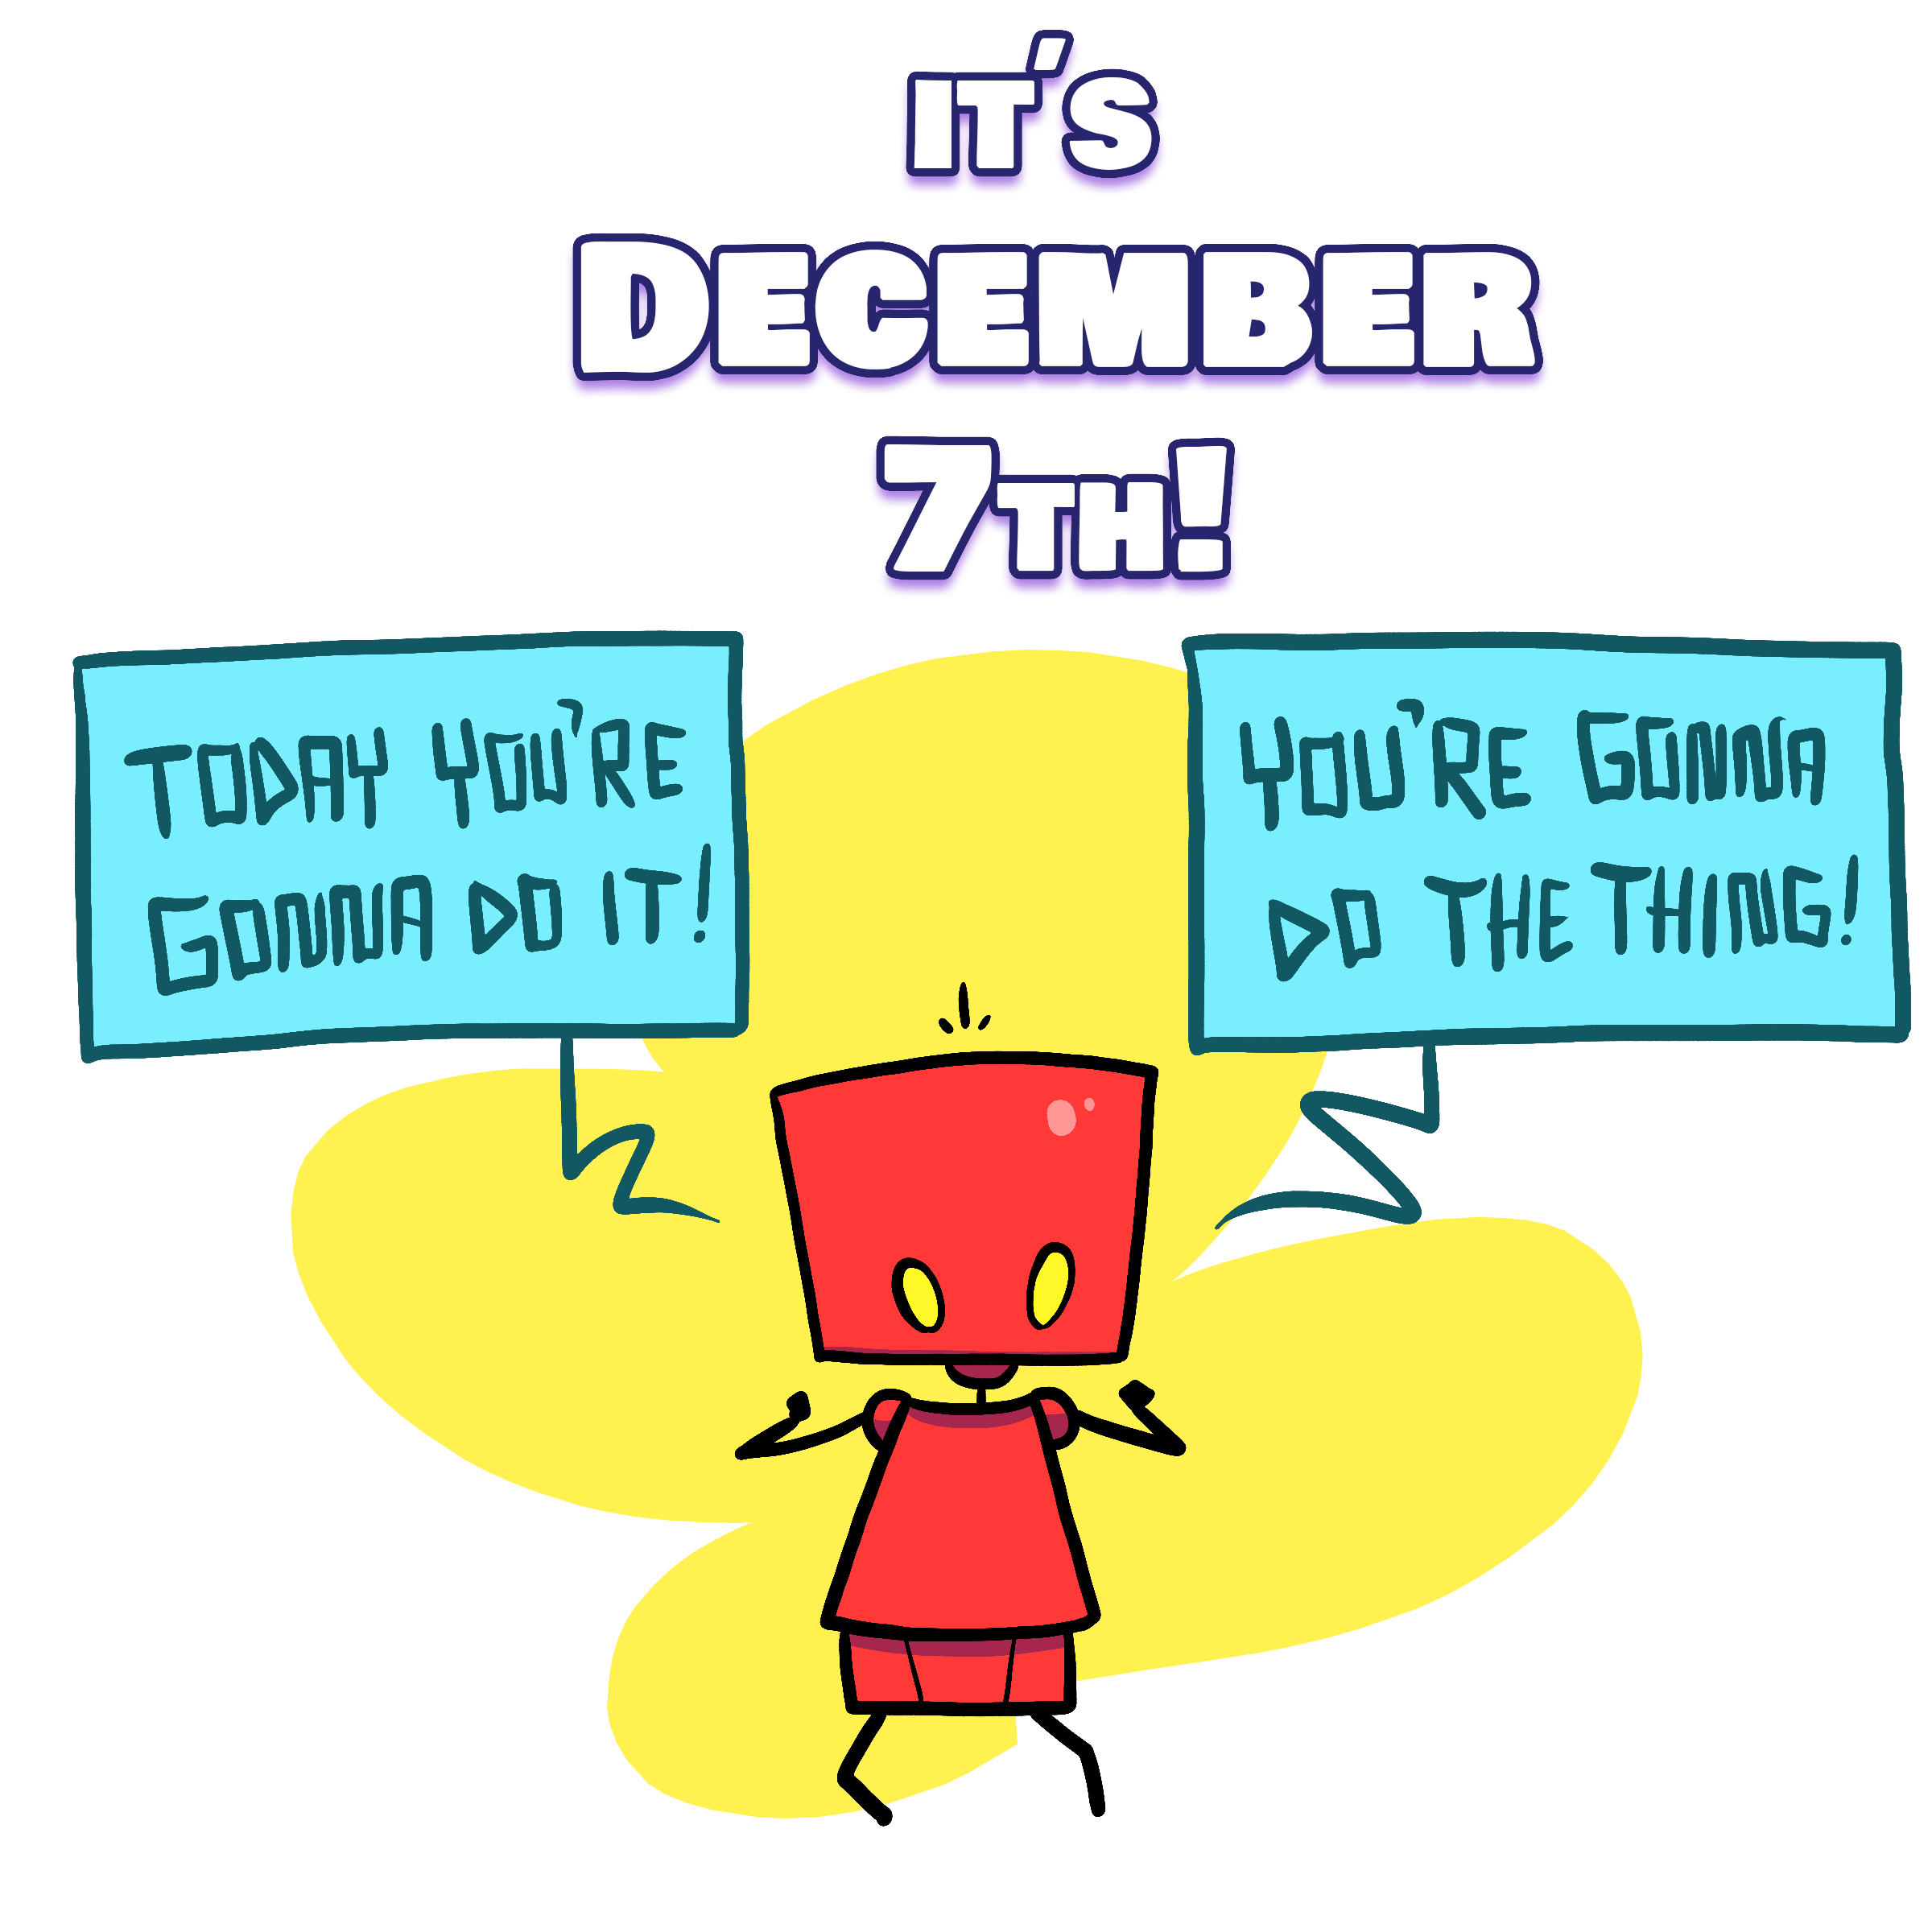 IT'S
DECEMBER
7TH!
TODAY YOU'RE
GONNA DO IT!
YOU'RE GONNA
DO THE THING!